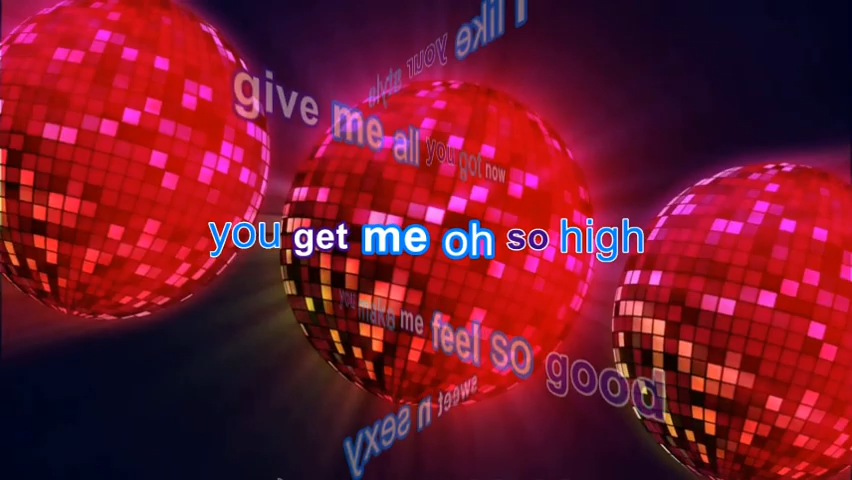 I like your style
give me all you got now
you get me oh so high
you make me feel so good
sweet n sexy